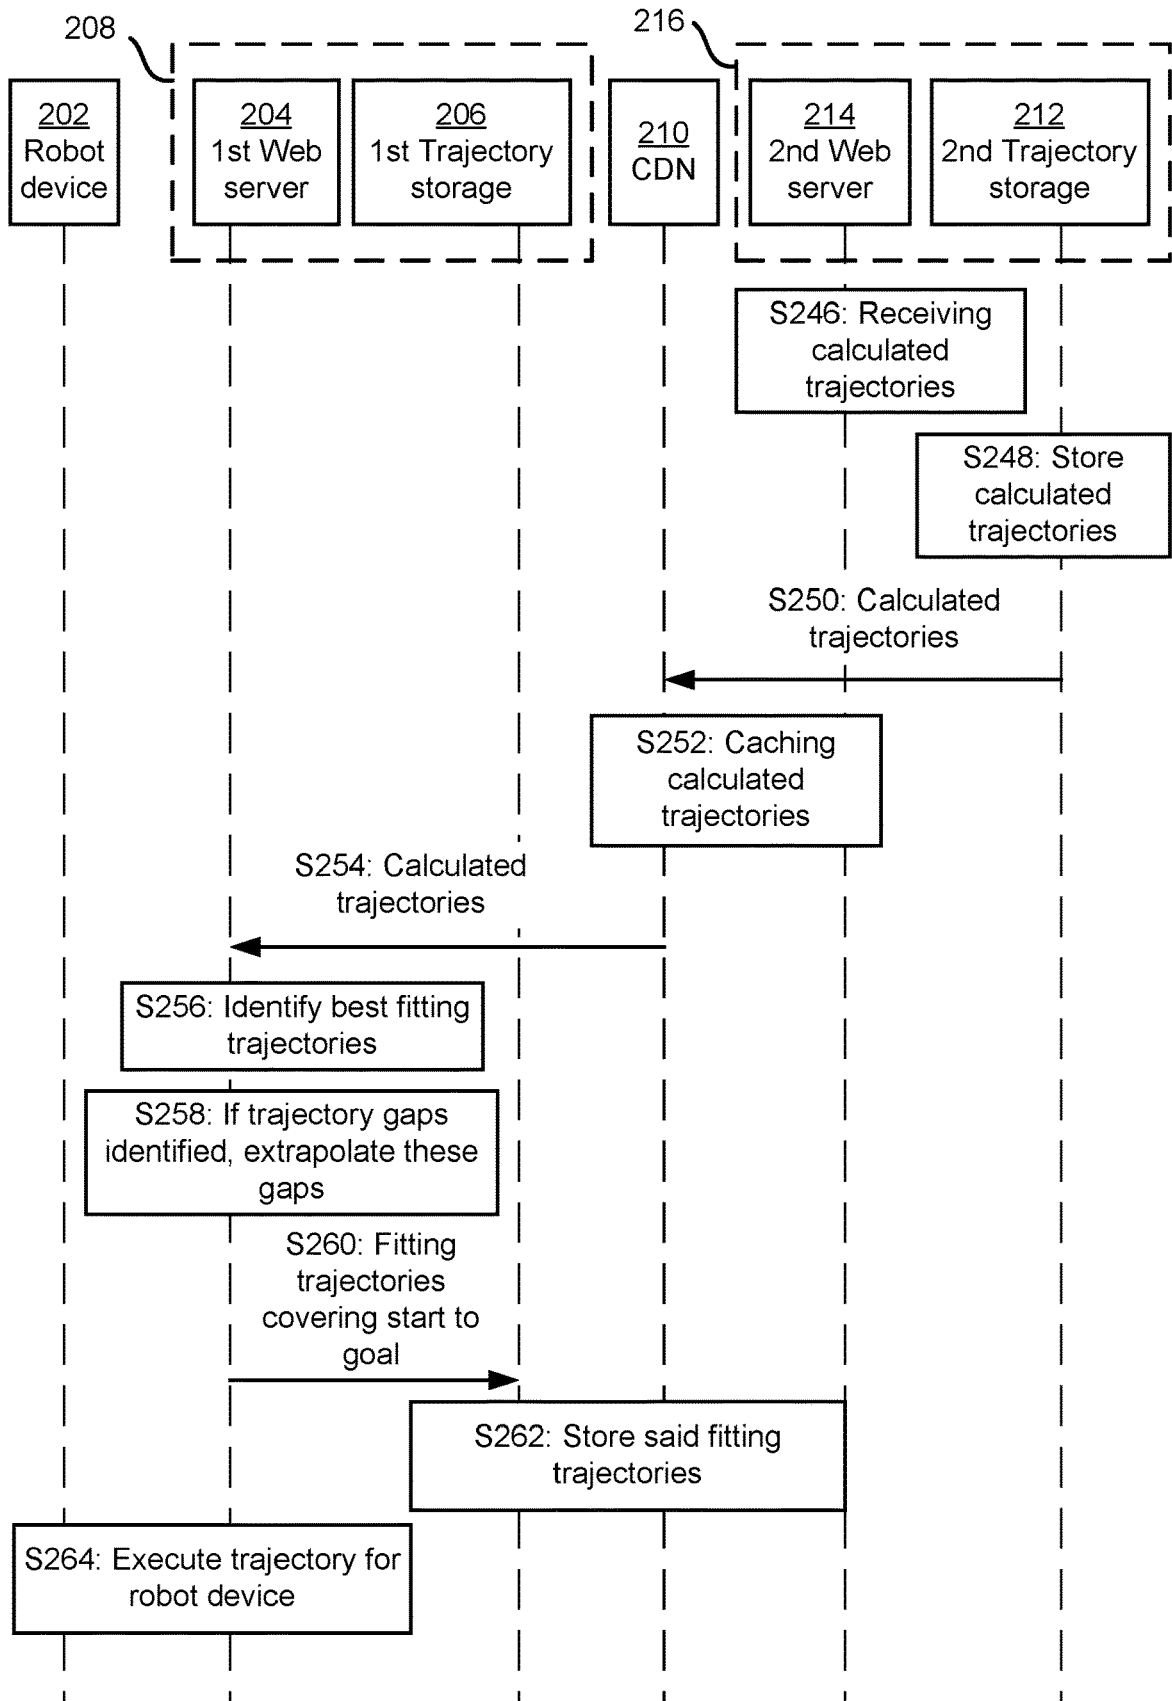 208
216
202
Robot
device
204
1st Web
server
206
1st Trajectory
storage
210
CDN
214
2nd Web
server
212
2nd Trajectory
storage
S246: Receiving
calculated
trajectories
S248: Store
calculated
trajectories
S250: Calculated
trajectories
S252: Caching
calculated
trajectories
S254: Calculated
trajectories
S256: Identify best fitting
trajectories
S258: If trajectory gaps
identified, extrapolate these
gaps
S260: Fitting
trajectories
covering start to
goal
S262: Store said fitting
trajectories
S264: Execute trajectory for
robot device